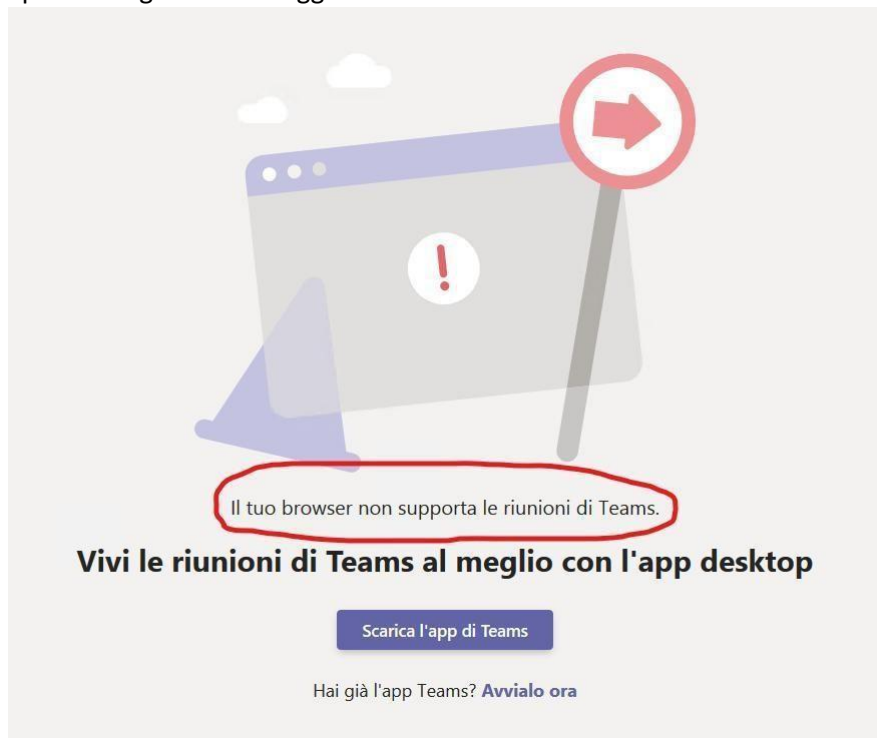 Il tuo browser non supporta le riunioni di Teams.
Vivi le riunioni di Teams al meglio con l'app desktop
Scarica l'app di Teams
Hai già l'app Teams? Avvialo ora